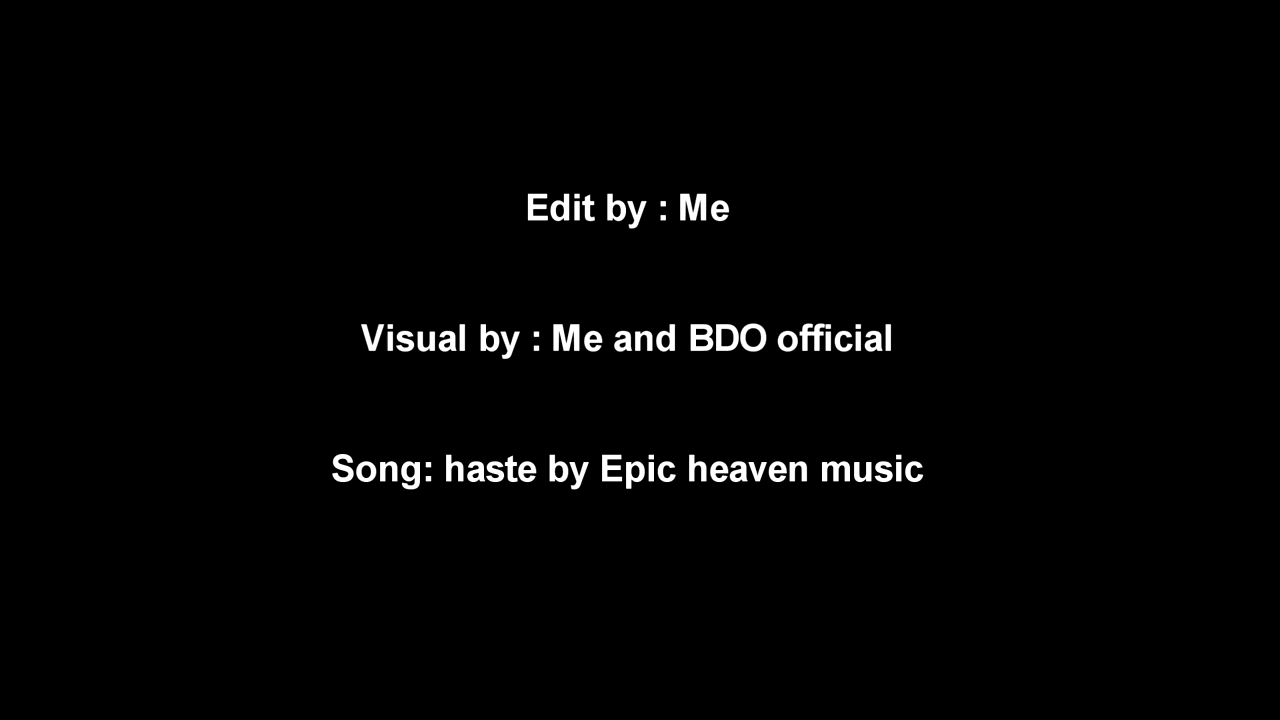 Edit by : Me
Visual by : Me and BDO official
Song: haste by Epic heaven music